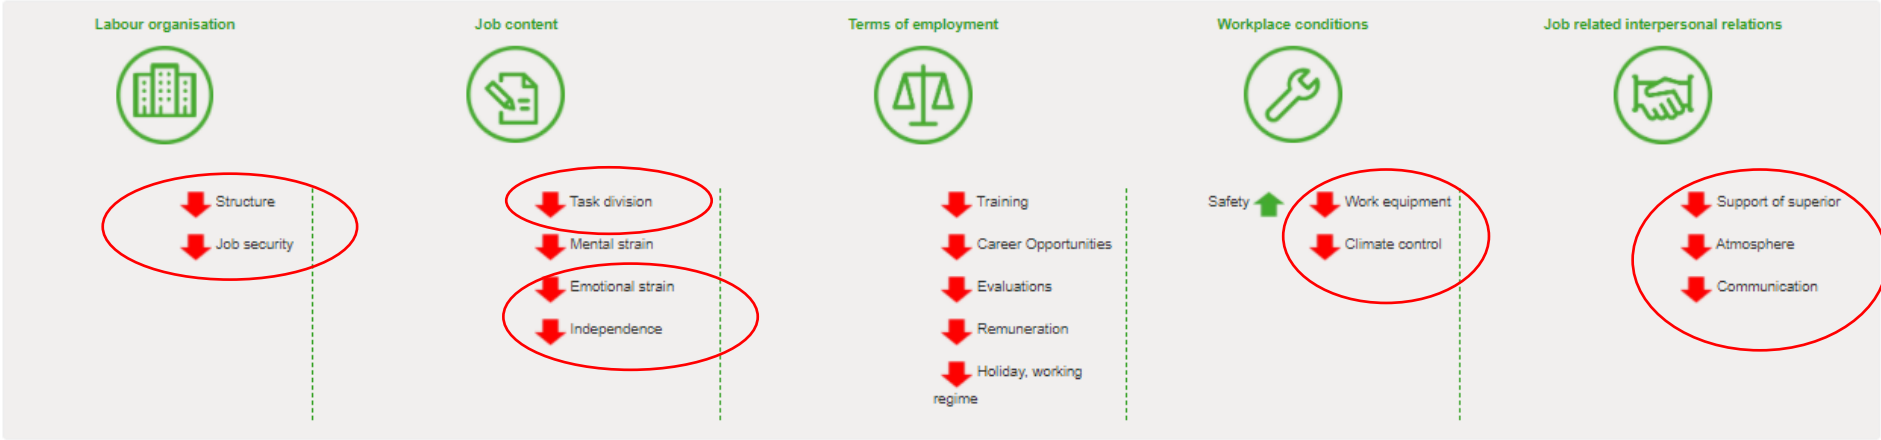 Labour organisation
Structure
Job security
Job content
Task division
Mental strain
Emotional strain
Independence
Terms of employment
Training
Career Opportunities
Evaluations
Remuneration
Holiday, working
regime
Workplace conditions
Safety
Work equipment
Climate control
Job related interpersonal relations
Support of superior
Atmosphere
Communication